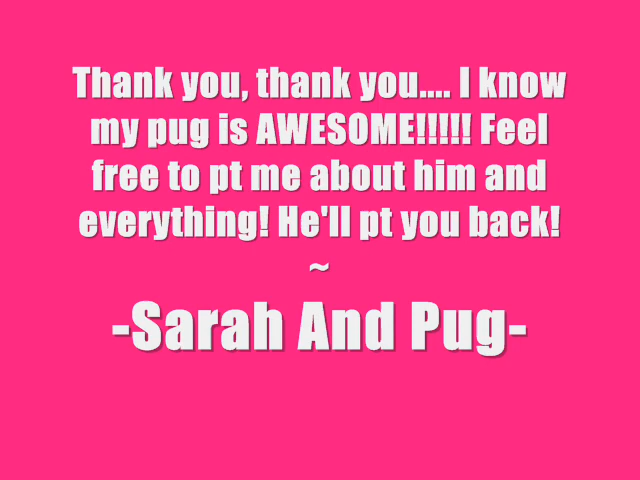 Thank you, thank you.... I know
my pug is AWESOME!!!!! Feel
free to pt me about him and
everything! He'll pt you back!
~
-Sarah And Pug-